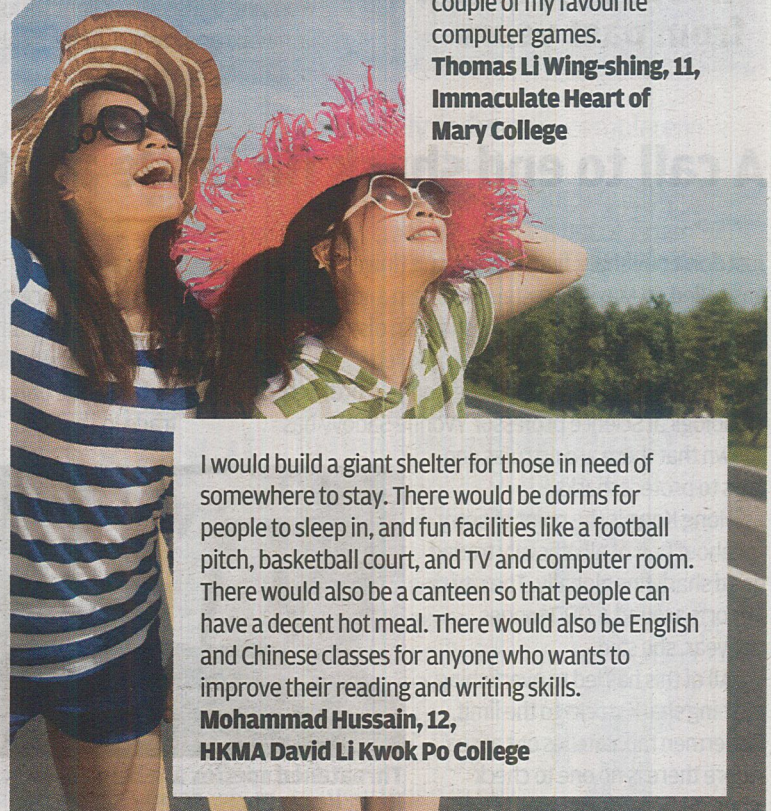 couple of my favourite
computer games.
Thomas Li Wing-shing, 11,
Immaculate Heart of
Mary College
I would build a giant shelter for those in need of
somewhere to stay. There would be dorms for
people to sleep in, and fun facilities like a football
pitch, basketball court, and TV and computer room.
There would also be a canteen so that people can
have a decent hot meal. There would also be English
and Chinese classes for anyone who wants to
improve their reading and writing skills.
Mohammad Hussain, 12,
HKMA David Li Kwok Po College